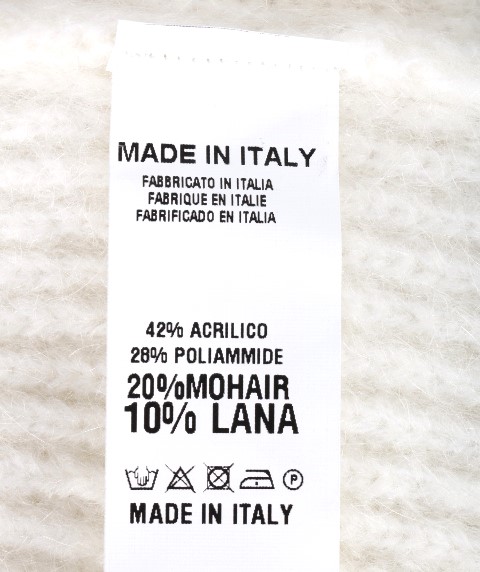 MADE IN ITALY
FABBRICATO IN ITALIA
FABRIQUE EN ITALIE
FABRIFICADO EN ITALIA
42% ACRILICO
28% POLIAMMIDE
20%MOHAIR
10% LANA
P
MADE IN ITALY